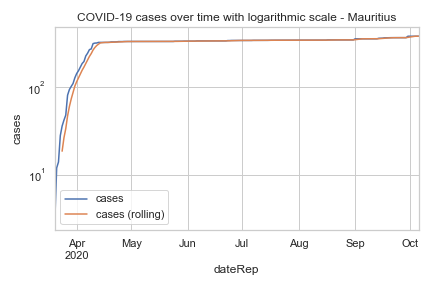 COVID-19 cases over time with logarithmic scale - Mauritius
cases
10²
10¹
cases
cases (rolling)
Apr May Jun Jul Aug Sep Oct
2020
dateRep